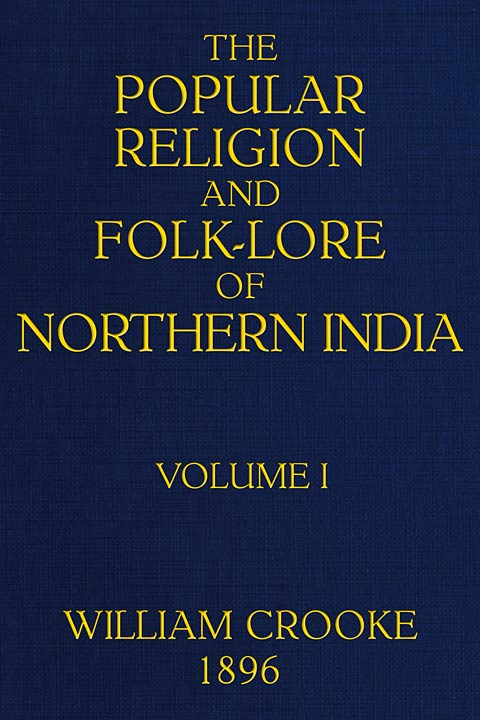 THE
POPULAR
RELIGION
AND
FOLK-LORE
OF
NORTHERN INDIA
VOLUME I
WILLIAM CROOKE
1896